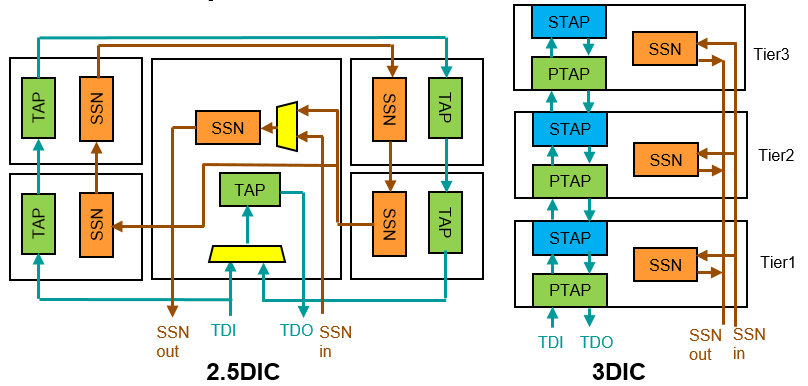 TAP
SSN
TAP
SSN
SSN
TAP
SSN
TAP
SSN
TAP
SSN
out
TDI
TDO
SSN
in
2.5DIC
STAP
PTAP
SSN
Tier3
STAP
PTAP
SSN
Tier2
STAP
PTAP
SSN
Tier1
TDI
TDO
SSN
out
SSN
in
3DIC